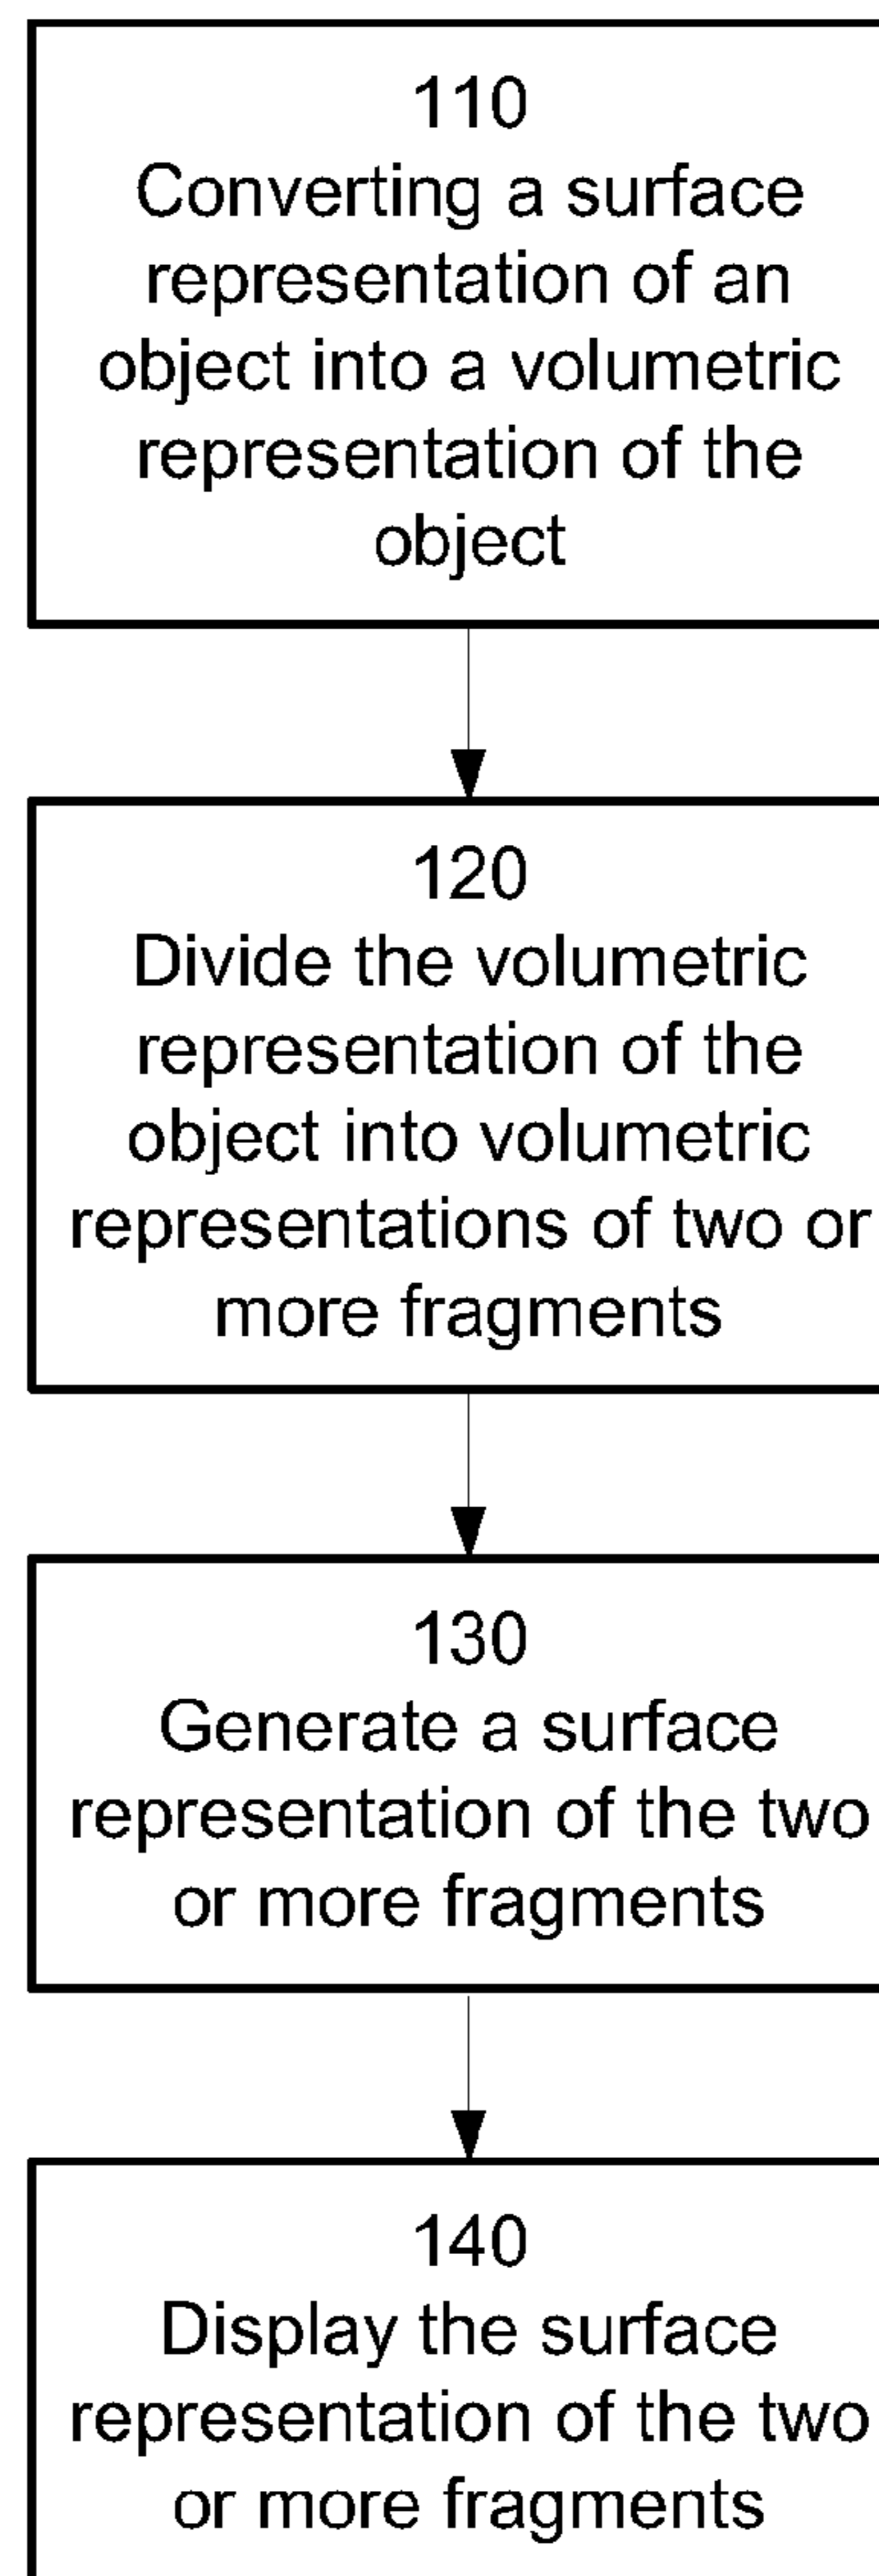 110
Converting a surface
representation of an
object into a volumetric
representation of the
object
120
Divide the volumetric
representation of the
object into volumetric
representations of two or
more fragments
130
Generate a surface
representation of the two
or more fragments
140
Display the surface
representation of the two
or more fragments